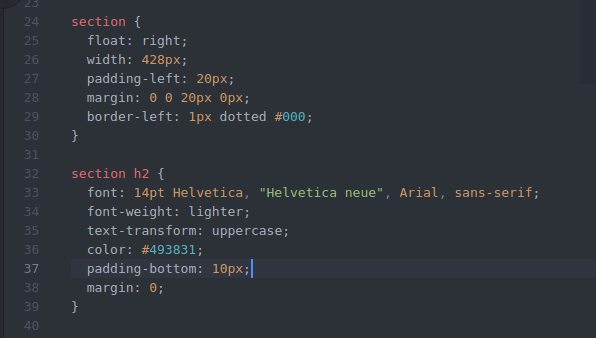 23
24 section {
25 float: right;
26 width: 428px;
27 padding-left: 20px;
28 margin: 0 0 20px 0px;
29 border-left: 1px dotted #000;
30 }
31
32 section h2 {
33 font: 14pt Helvetica, "Helvetica neue", Arial, sans-serif;
34 font-weight: lighter;
35 text-transform: uppercase;
36 color: #493831;
37 padding-bottom: 10px;
38 margin: 0;
39 }
40